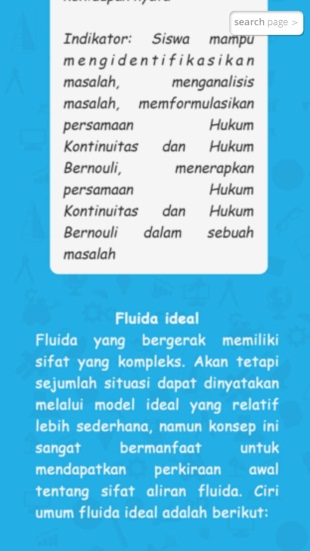 search page >
Indikator: Siswa mampu
mengidentifikasikan
masalah, menganalisis
masalah, memformulasikan
persamaan Hukum
Kontinuitas dan Hukum
Bernouli, menerapkan
persamaan Hukum
Kontinuitas dan Hukum
Bernouli dalam sebuah
masalah
Fluida ideal
Fluida yang bergerak memiliki
sifat yang kompleks. Akan tetapi
sejumlah situasi dapat dinyatakan
melalui model ideal yang relatif
lebih sederhana, namun konsep ini
sangat bermanfaat untuk
mendapatkan perkiraan awal
tentang sifat aliran fluida. Ciri
umum fluida ideal adalah berikut: